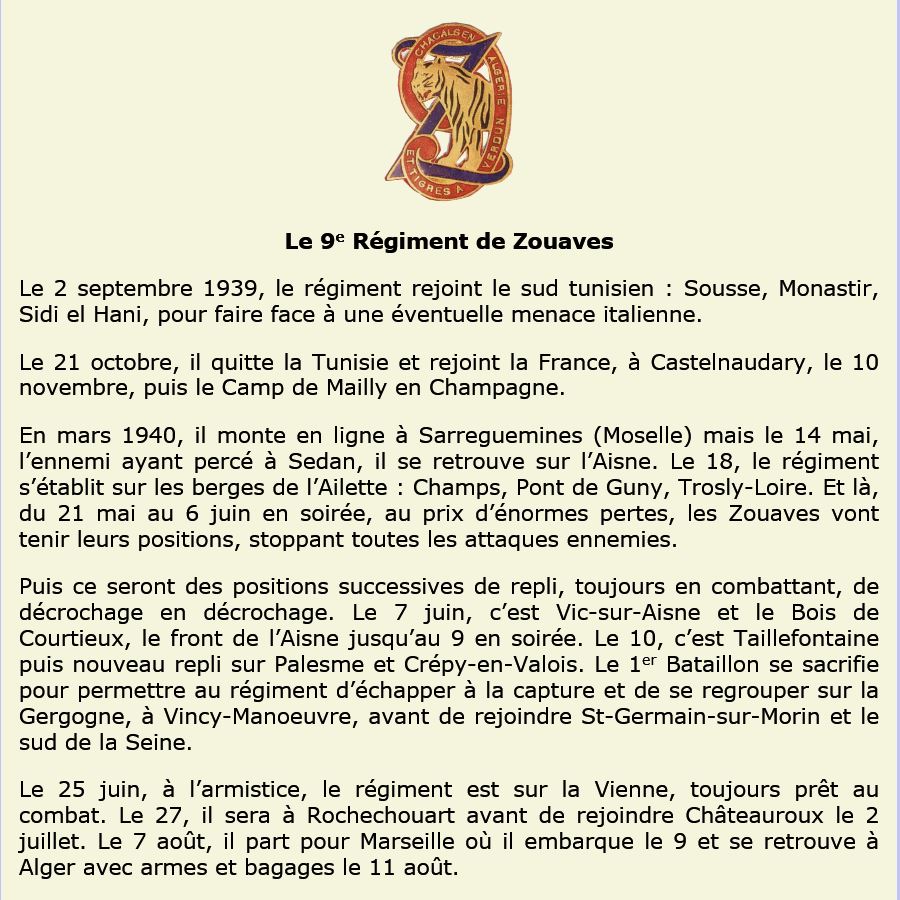 CHACALS EN ALGERIE
ET TIGRES A VERDUN
Le 9e Régiment de Zouaves
Le 2 septembre 1939, le régiment rejoint le sud tunisien : Sousse, Monastir,
Sidi el Hani, pour faire face à une éventuelle menace italienne.
Le 21 octobre, il quitte la Tunisie et rejoint la France, à Castelnaudary, le 10
novembre, puis le Camp de Mailly en Champagne.
En mars 1940, il monte en ligne à Sarreguemines (Moselle) mais le 14 mai,
l’ennemi ayant percé à Sedan, il se retrouve sur l’Aisne. Le 18, le régiment
s’établit sur les berges de l’Ailette : Champs, Pont de Guny, Trosly-Loire. Et là,
du 21 mai au 6 juin en soirée, au prix d’énormes pertes, les Zouaves vont
tenir leurs positions, stoppant toutes les attaques ennemies.
Puis ce seront des positions successives de repli, toujours en combattant, de
décrochage en décrochage. Le 7 juin, c’est Vic-sur-Aisne et le Bois de
Courtieux, le front de l’Aisne jusqu’au 9 en soirée. Le 10, c’est Taillefontaine
puis nouveau repli sur Palesme et Crépy-en-Valois. Le 1er Bataillon se sacrifie
pour permettre au régiment d’échapper à la capture et de se regrouper sur la
Gergogne, à Vincy-Manoeuvre, avant de rejoindre St-Germain-sur-Morin et le
sud de la Seine.
Le 25 juin, à l’armistice, le régiment est sur la Vienne, toujours prêt au
combat. Le 27, il sera à Rochechouart avant de rejoindre Châteauroux le 2
juillet. Le 7 août, il part pour Marseille où il embarque le 9 et se retrouve à
Alger avec armes et bagages le 11 août.